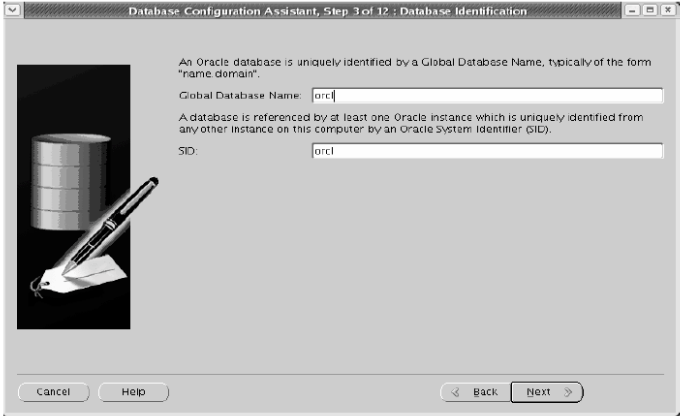 Database Configuration Assistant, Step 3 of 12 : Database Identification
An Oracle database is uniquely identified by a Global Database Name, typically of the form
"name.domain".
Global Database Name: orcl
A database is referenced by at least one Oracle instance which is uniquely identified from
any other instance on this computer by an Oracle System Identifier (SID).
SID: orcl
Cancel Help Back Next